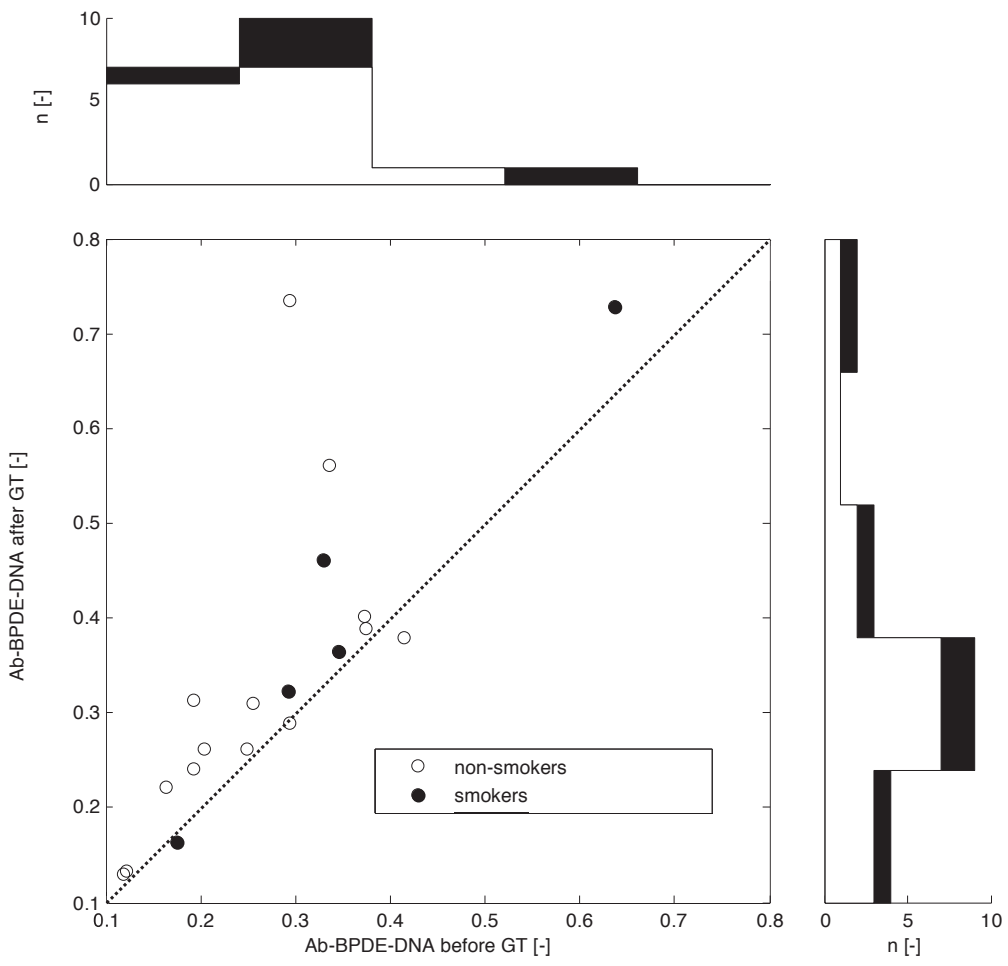 10
5
0
n [-]
0.8
0.7
0.6
0.5
0.4
0.3
0.2
0.1
Ab-BPDE-DNA after GT [-]
non-smokers
smokers
0.1 0.2 0.3 0.4 0.5 0.6 0.7 0.8
Ab-BPDE-DNA before GT [-]
0 5 10
n [-]